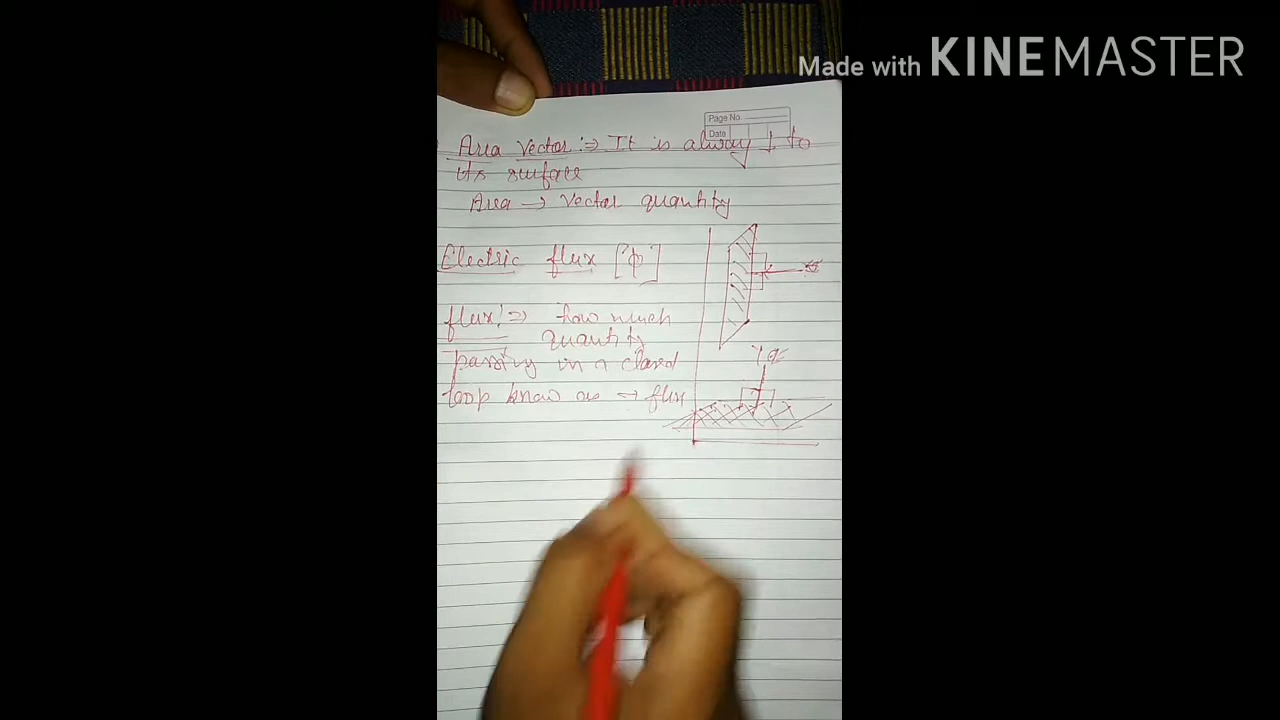 Made with KINEMASTER
Page No.
Date
Area Vector :⇒ It is always ⊥ to
its surface
Area → Vector quantity
Electric flux [φ]
flux :⇒ how much
quantity
passing in a closed
loop know as → flux